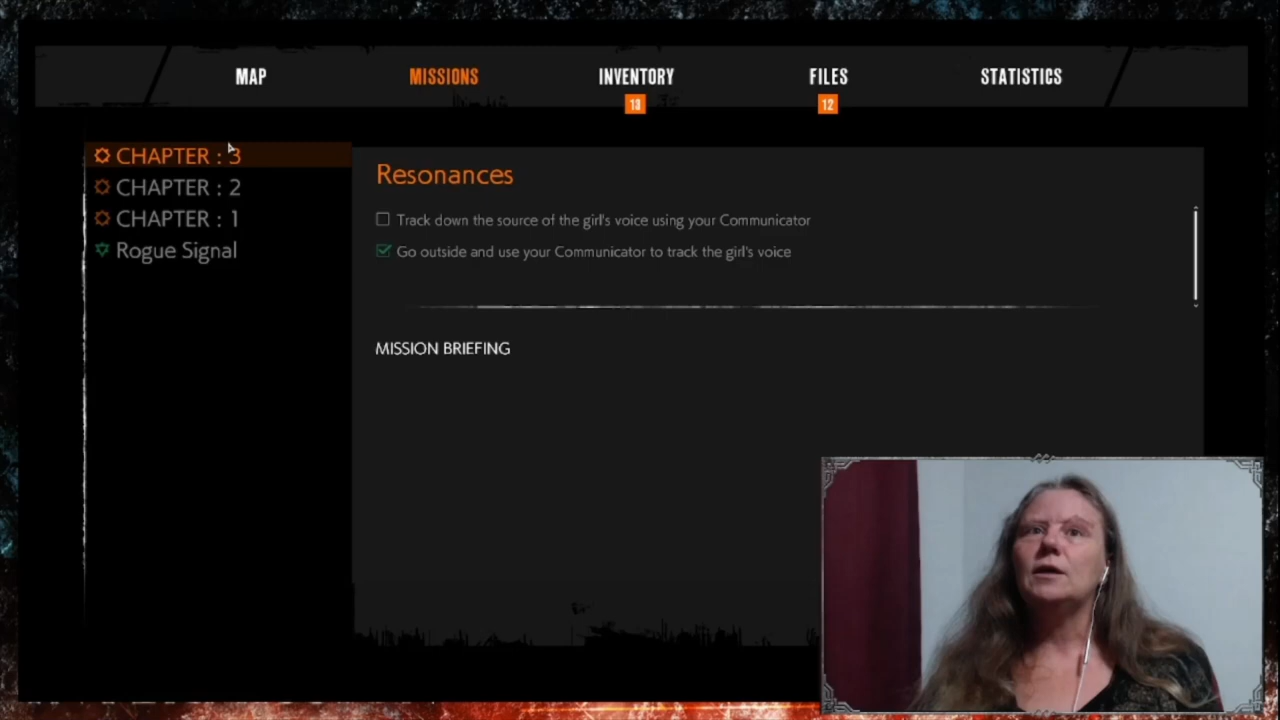 MAP
MISSIONS
INVENTORY
FILES
STATISTICS
13
12
CHAPTER : 3
CHAPTER : 2
CHAPTER : 1
Rogue Signal
Resonances
Track down the source of the girl's voice using your Communicator
Go outside and use your Communicator to track the girl's voice
MISSION BRIEFING